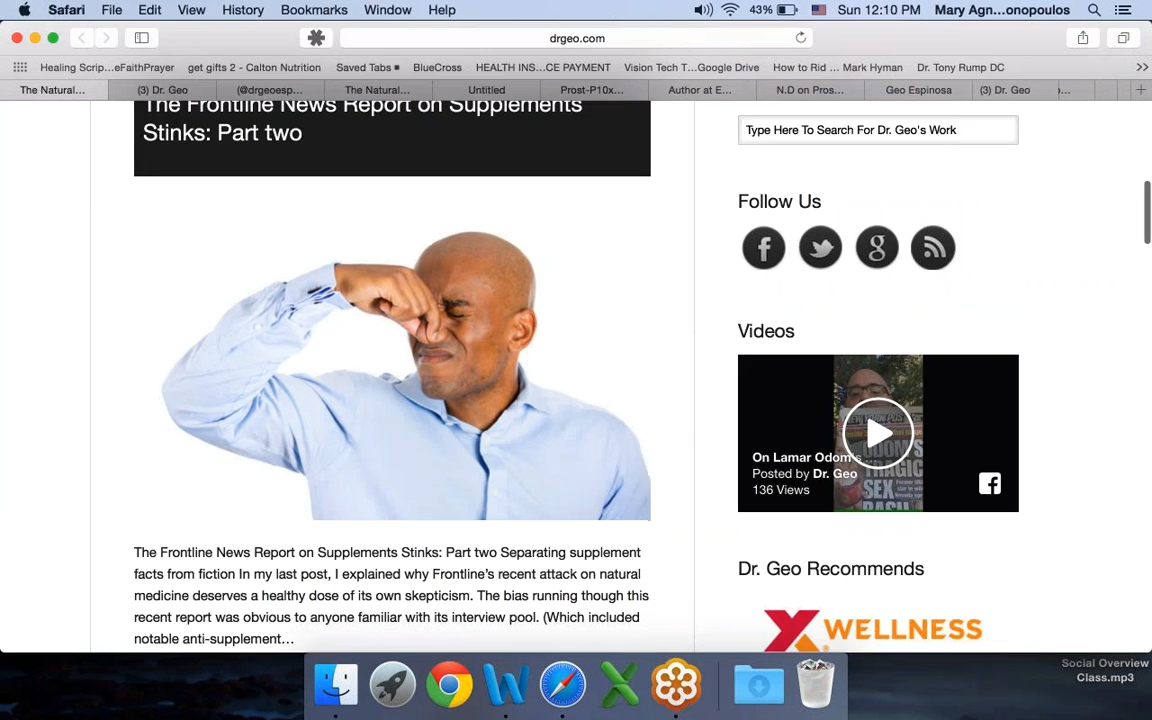 Safari File Edit View History Bookmarks Window Help 43% Sun 12:10 PM Mary Agn...onopoulos
drgeo.com
Healing Scrip...eFaithPrayer get gifts 2 - Calton Nutrition Saved Tabs BlueCross HEALTH INS...CE PAYMENT Vision Tech T...Google Drive How to Rid ... Mark Hyman Dr. Tony Rump DC
The Natural... (3) Dr. Geo (@drgeoesp... The Natural... Untitled Prost-P10x... Author at E... N.D on Pros... Geo Espinosa (3) Dr. Geo
The Frontline News Report on Supplements
Stinks: Part two
Type Here To Search For Dr. Geo's Work
Follow Us
Videos
On Lamar Odom's
Posted by Dr. Geo
136 Views
Dr. Geo Recommends
X WELLNESS
The Frontline News Report on Supplements Stinks: Part two Separating supplement
facts from fiction In my last post, I explained why Frontline's recent attack on natural
medicine deserves a healthy dose of its own skepticism. The bias running though this
recent report was obvious to anyone familiar with its interview pool. (Which included
notable anti-supplement...
Social Overview
Class.mp3